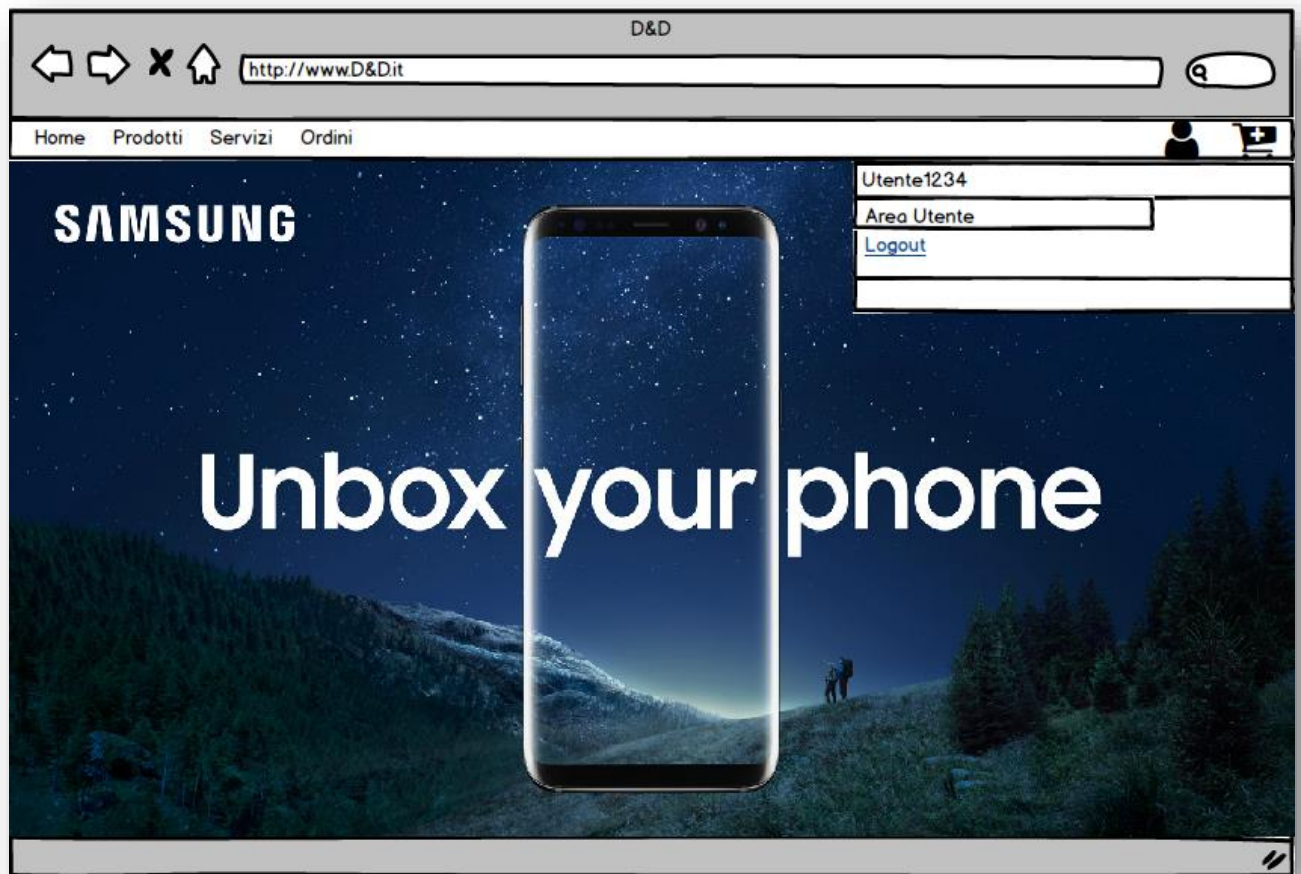 D&D
http://www.D&D.it
Home Prodotti Servizi Ordini
Utente1234
Area Utente
Logout
SAMSUNG
Unbox your phone